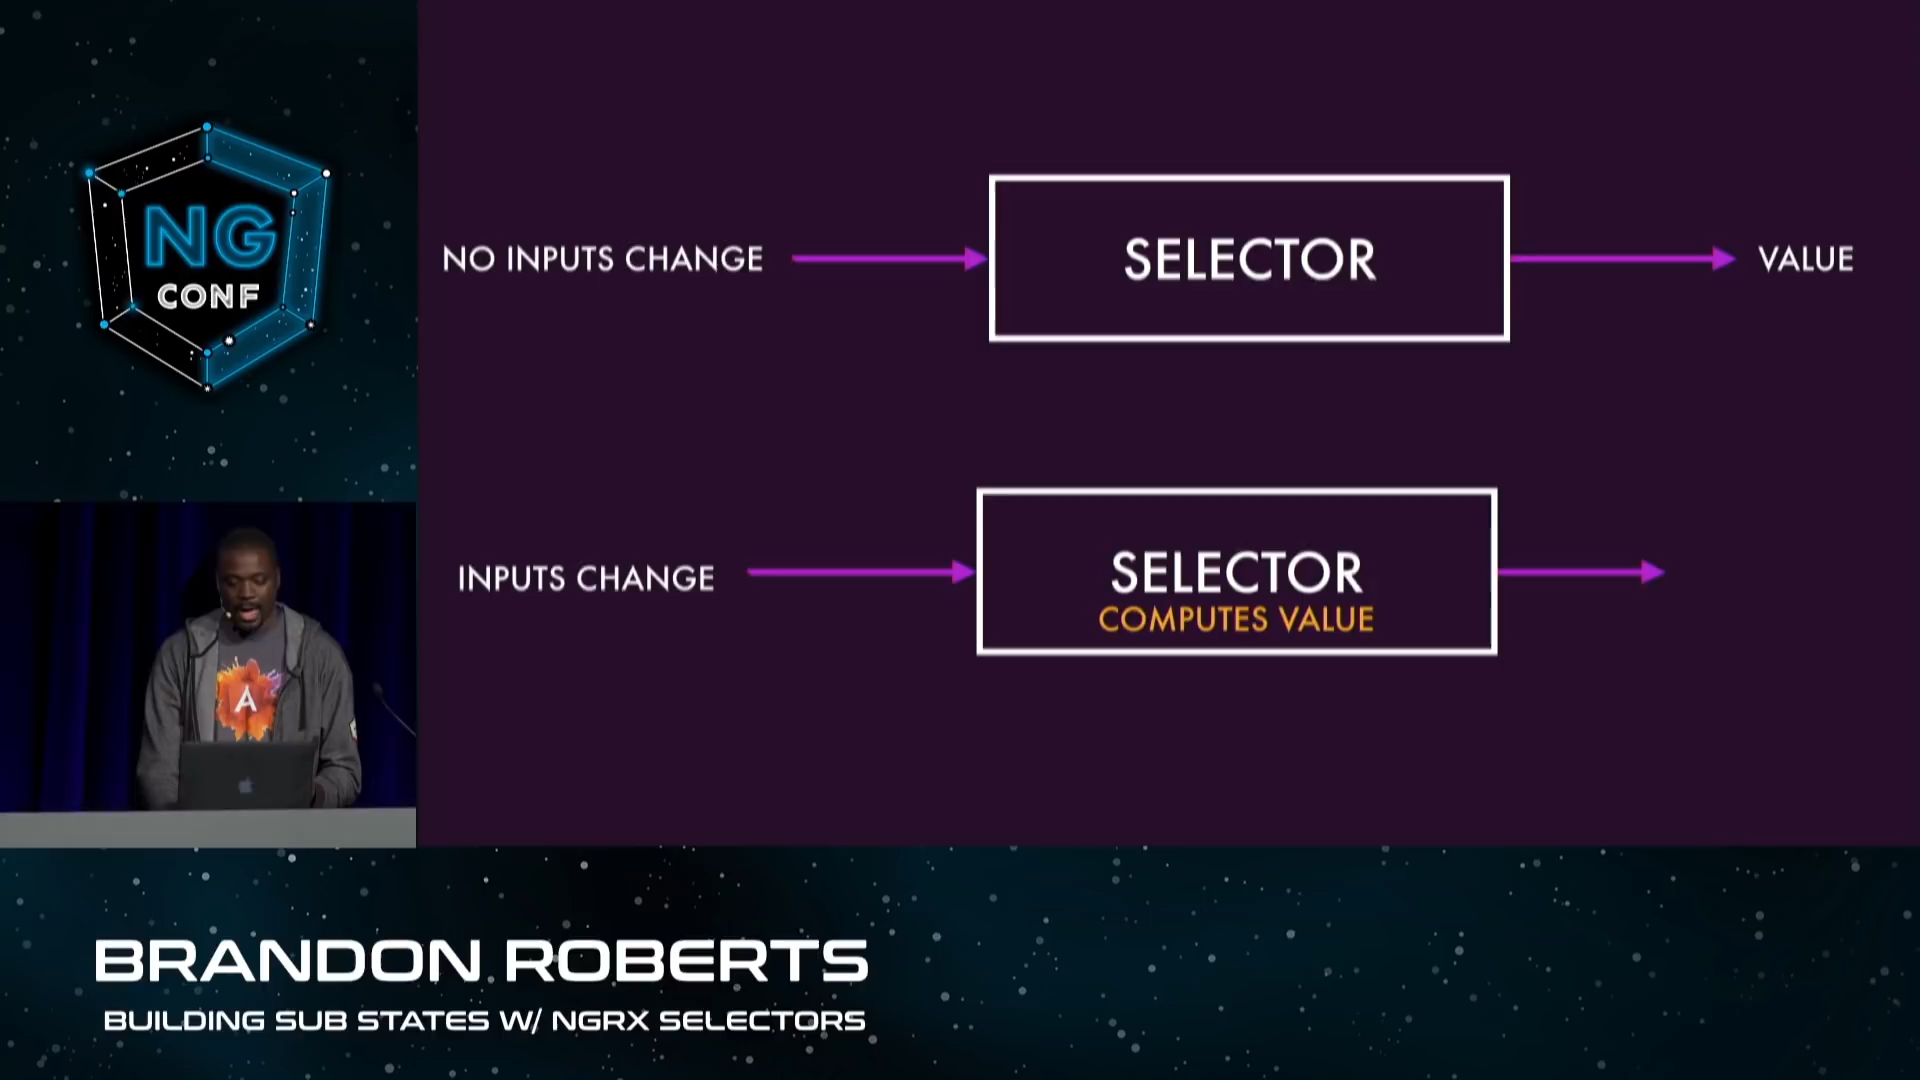 NG
CONF
NO INPUTS CHANGE
SELECTOR
VALUE
INPUTS CHANGE
SELECTOR
COMPUTES VALUE
A
BRANDON ROBERTS
BUILDING SUB STATES W/ NGRX SELECTORS